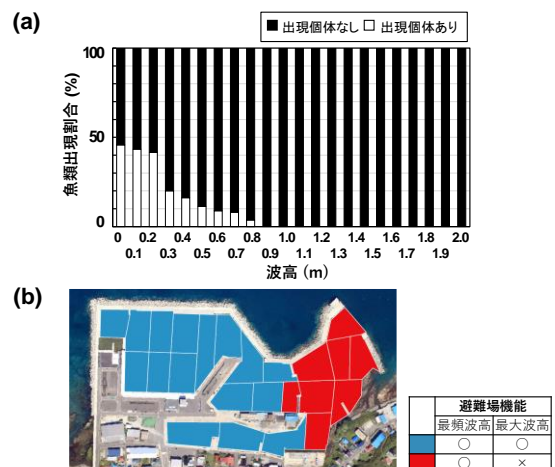 (a)
■出現個体なし □出現個体あり
魚類出現割合 (%)
100
50
0
0 0.2 0.4 0.6 0.8 1.0 1.2 1.4 1.6 1.8 2.0
0.1 0.3 0.5 0.7 0.9 1.1 1.3 1.5 1.7 1.9
波高 (m)
(b)
避難場機能
最頻波高 最大波高
○ ○
○ ×